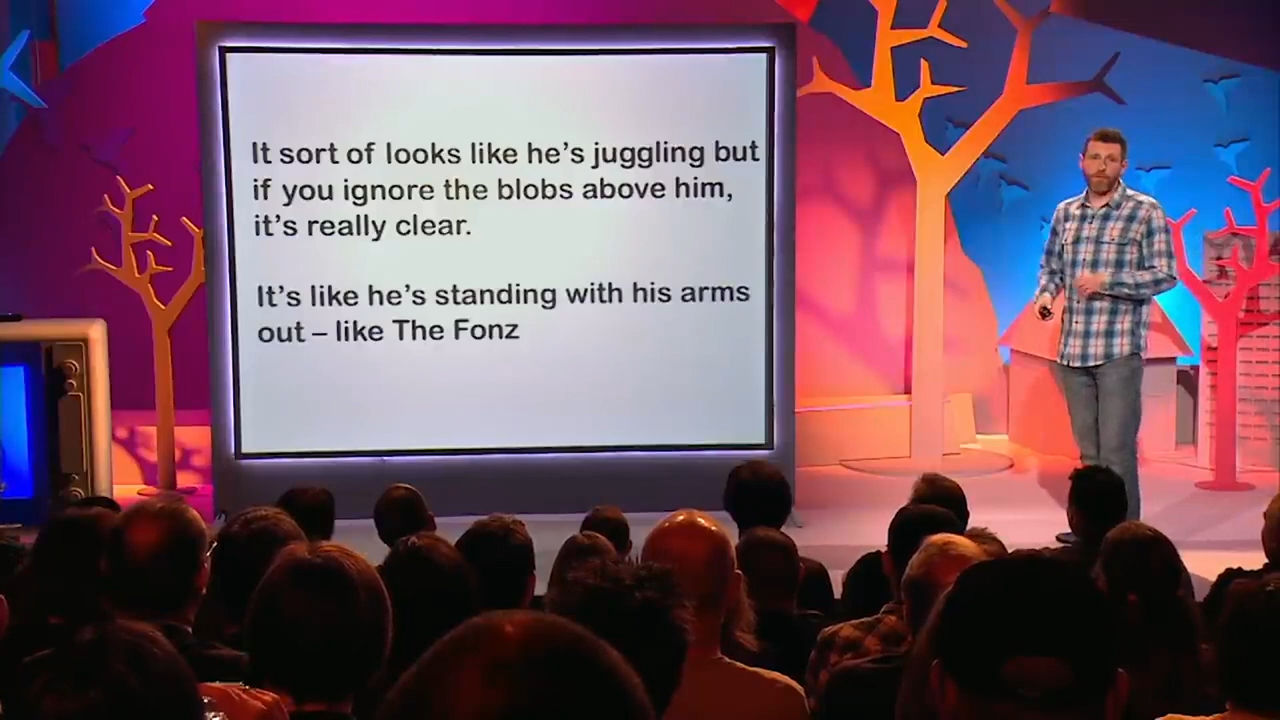 It sort of looks like he's juggling but
if you ignore the blobs above him,
it's really clear.
It's like he's standing with his arms
out – like The Fonz